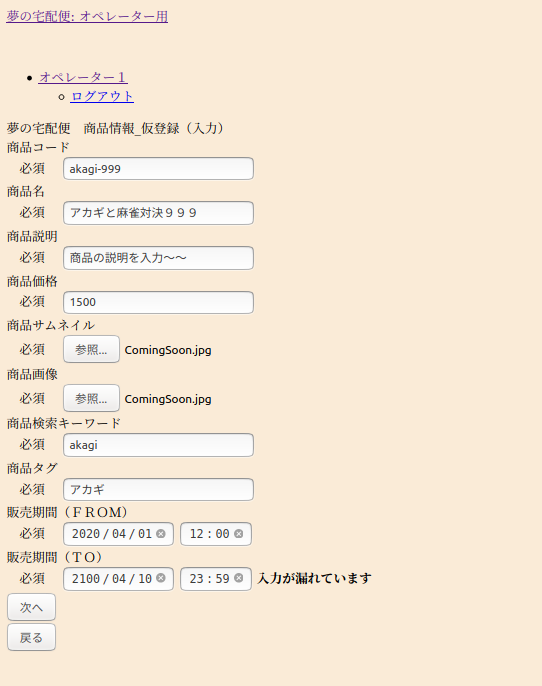 夢の宅配便: オペレーター用
オペレーター１
ログアウト
夢の宅配便　商品情報_仮登録（入力）
商品コード
必須 akagi-999
商品名
必須 アカギと麻雀対決９９９
商品説明
必須 商品の説明を入力～～
商品価格
必須 1500
商品サムネイル
必須 参照... ComingSoon.jpg
商品画像
必須 参照... ComingSoon.jpg
商品検索キーワード
必須 akagi
商品タグ
必須 アカギ
販売期間（ＦＲＯＭ）
必須 2020/04/01 12:00
販売期間（ＴＯ）
必須 2100/04/10 23:59 入力が漏れています
次へ
戻る